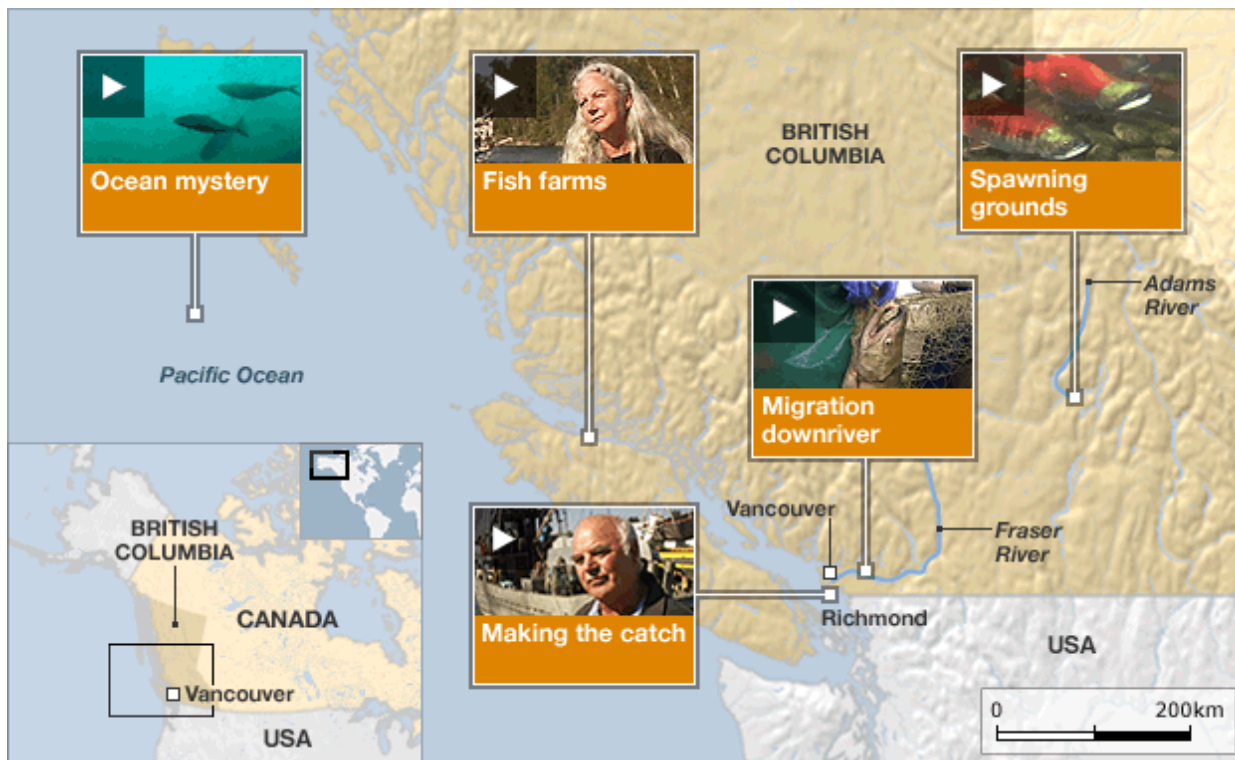 Ocean mystery
Fish farms
BRITISH
COLUMBIA
Spawning
grounds
Adams
River
Pacific Ocean
Migration
downriver
Vancouver
Fraser
River
Making the catch
Richmond
USA
0 200km
BRITISH
COLUMBIA
CANADA
Vancouver
USA